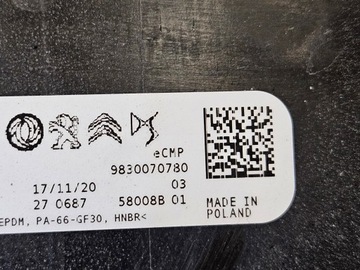 eCMP
9830070780
17/11/20 03
27 0687 58008B 01
MADE IN
POLAND
EPDM, PA-66-GF30, HNBR<